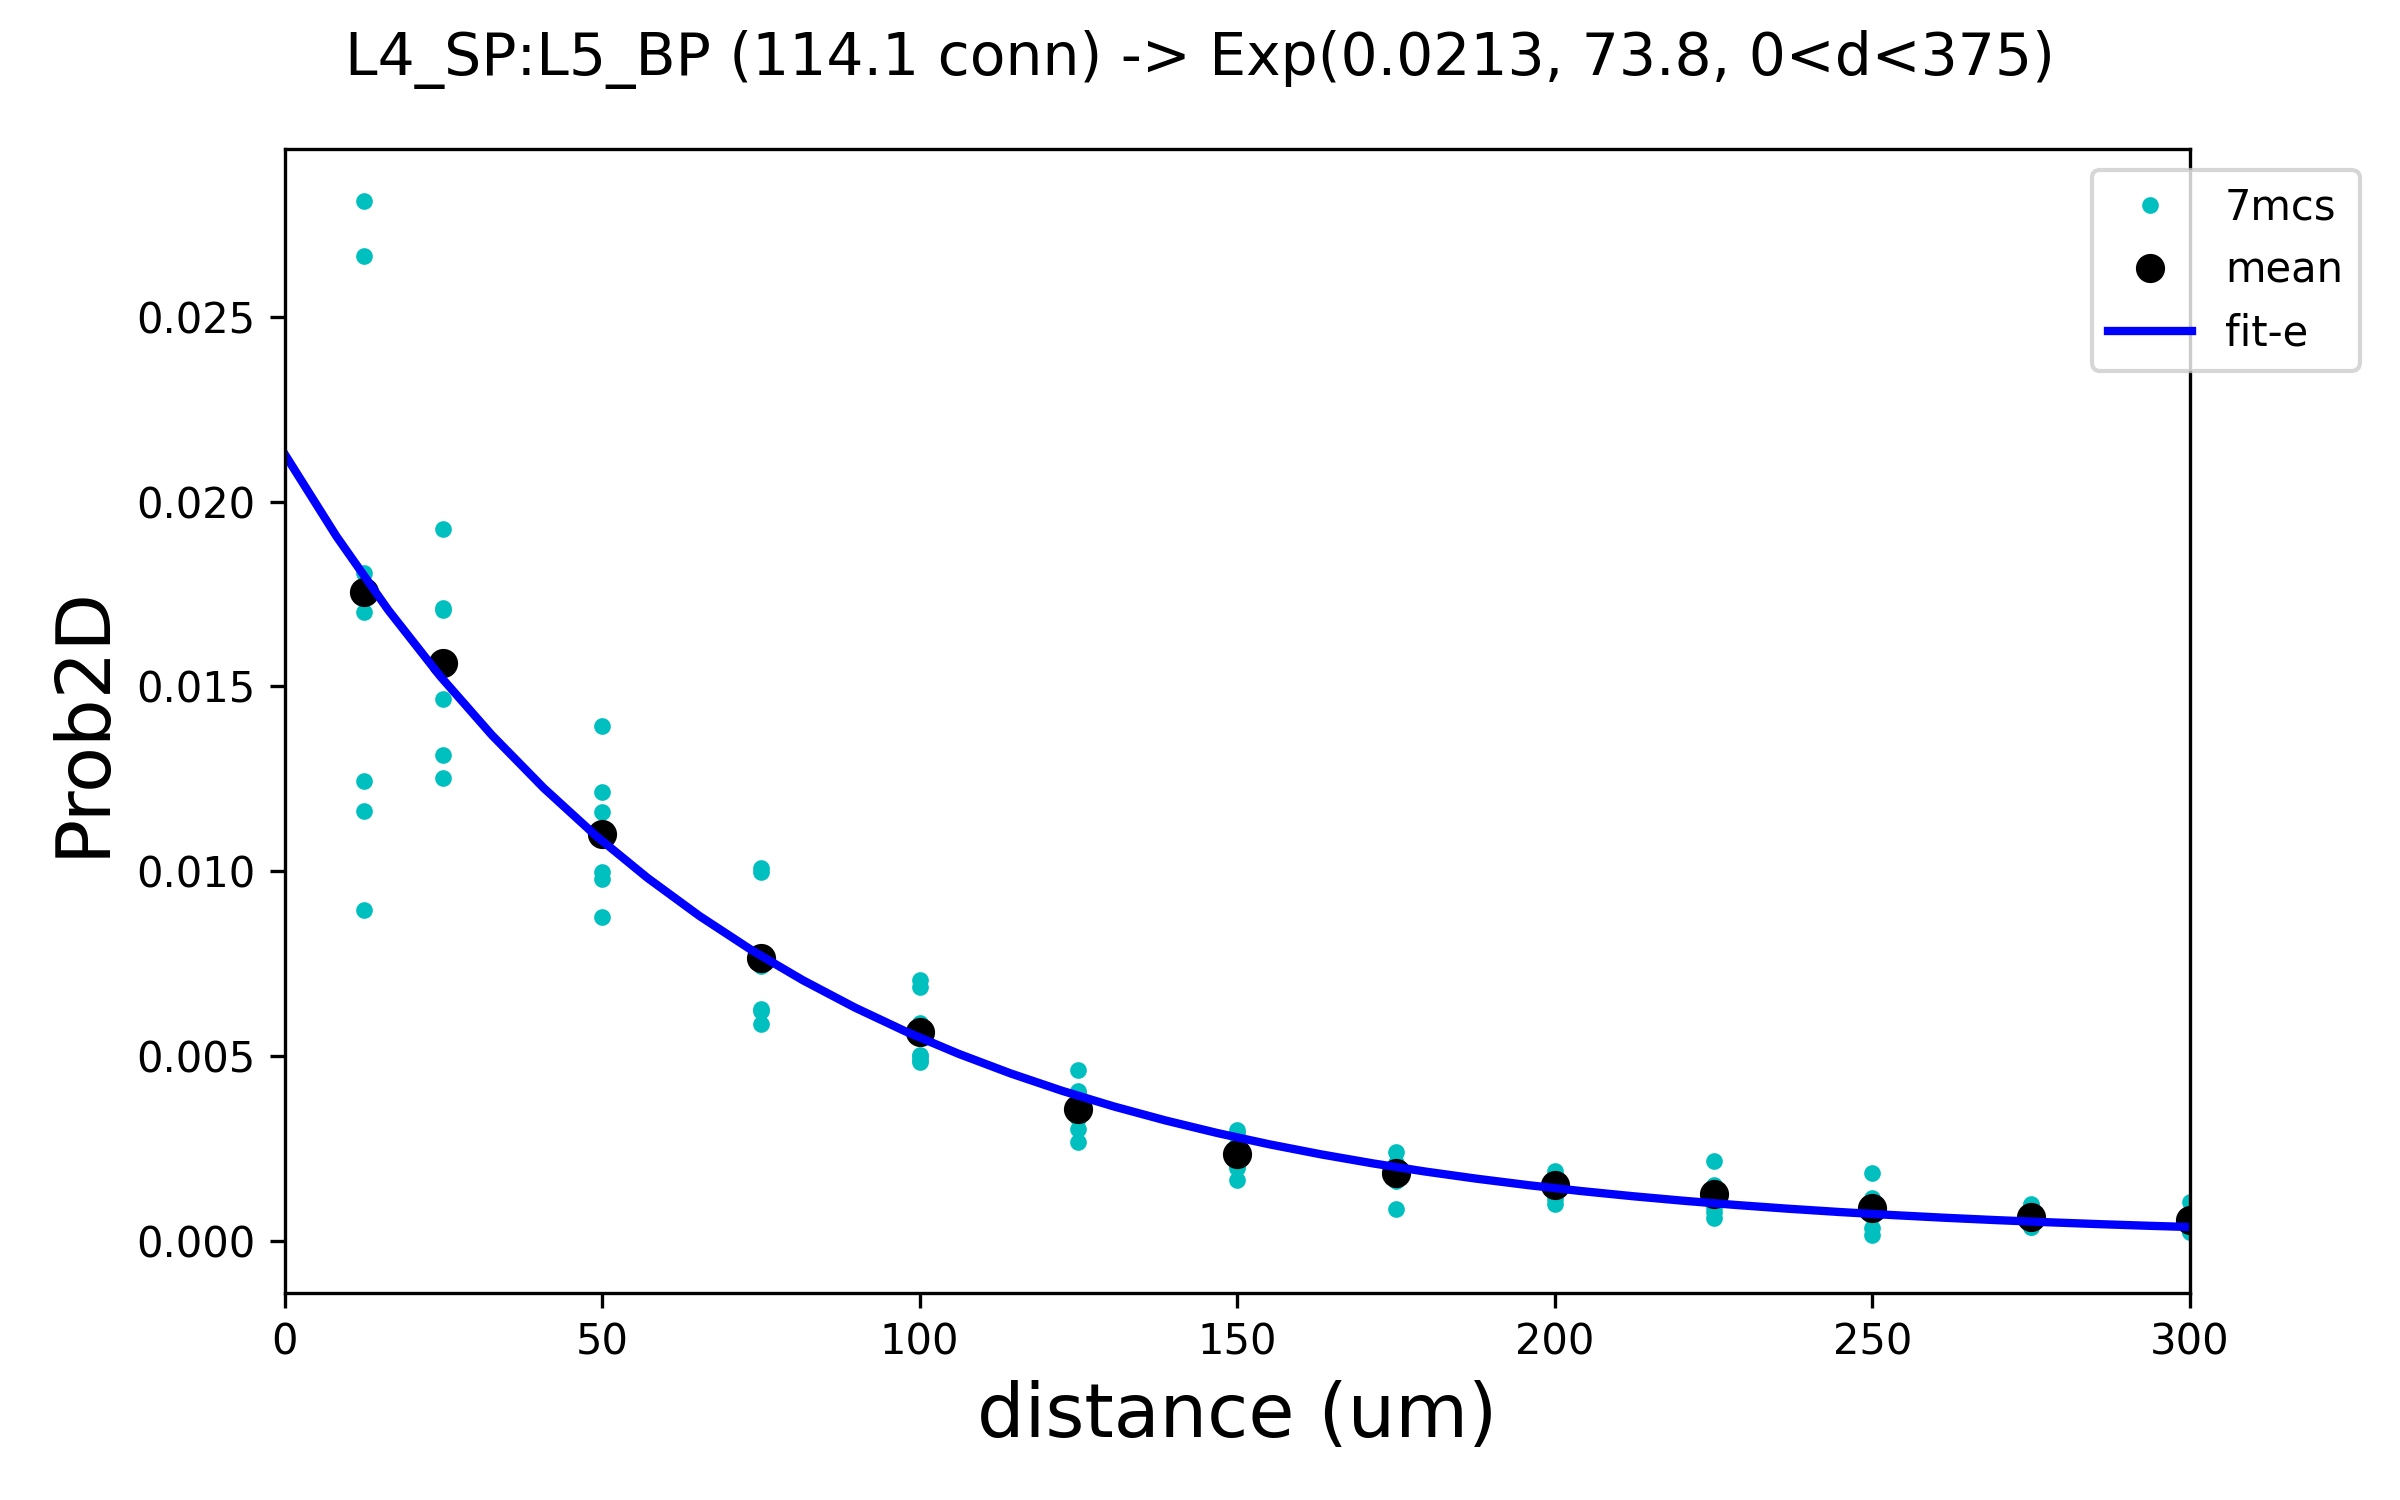 L4_SP:L5_BP (114.1 conn) -> Exp(0.0213, 73.8, 0<d<375)
7mcs
mean
fit-e
Prob2D
0.025
0.020
0.015
0.010
0.005
0.000
0 50 100 150 200 250 300
distance (um)